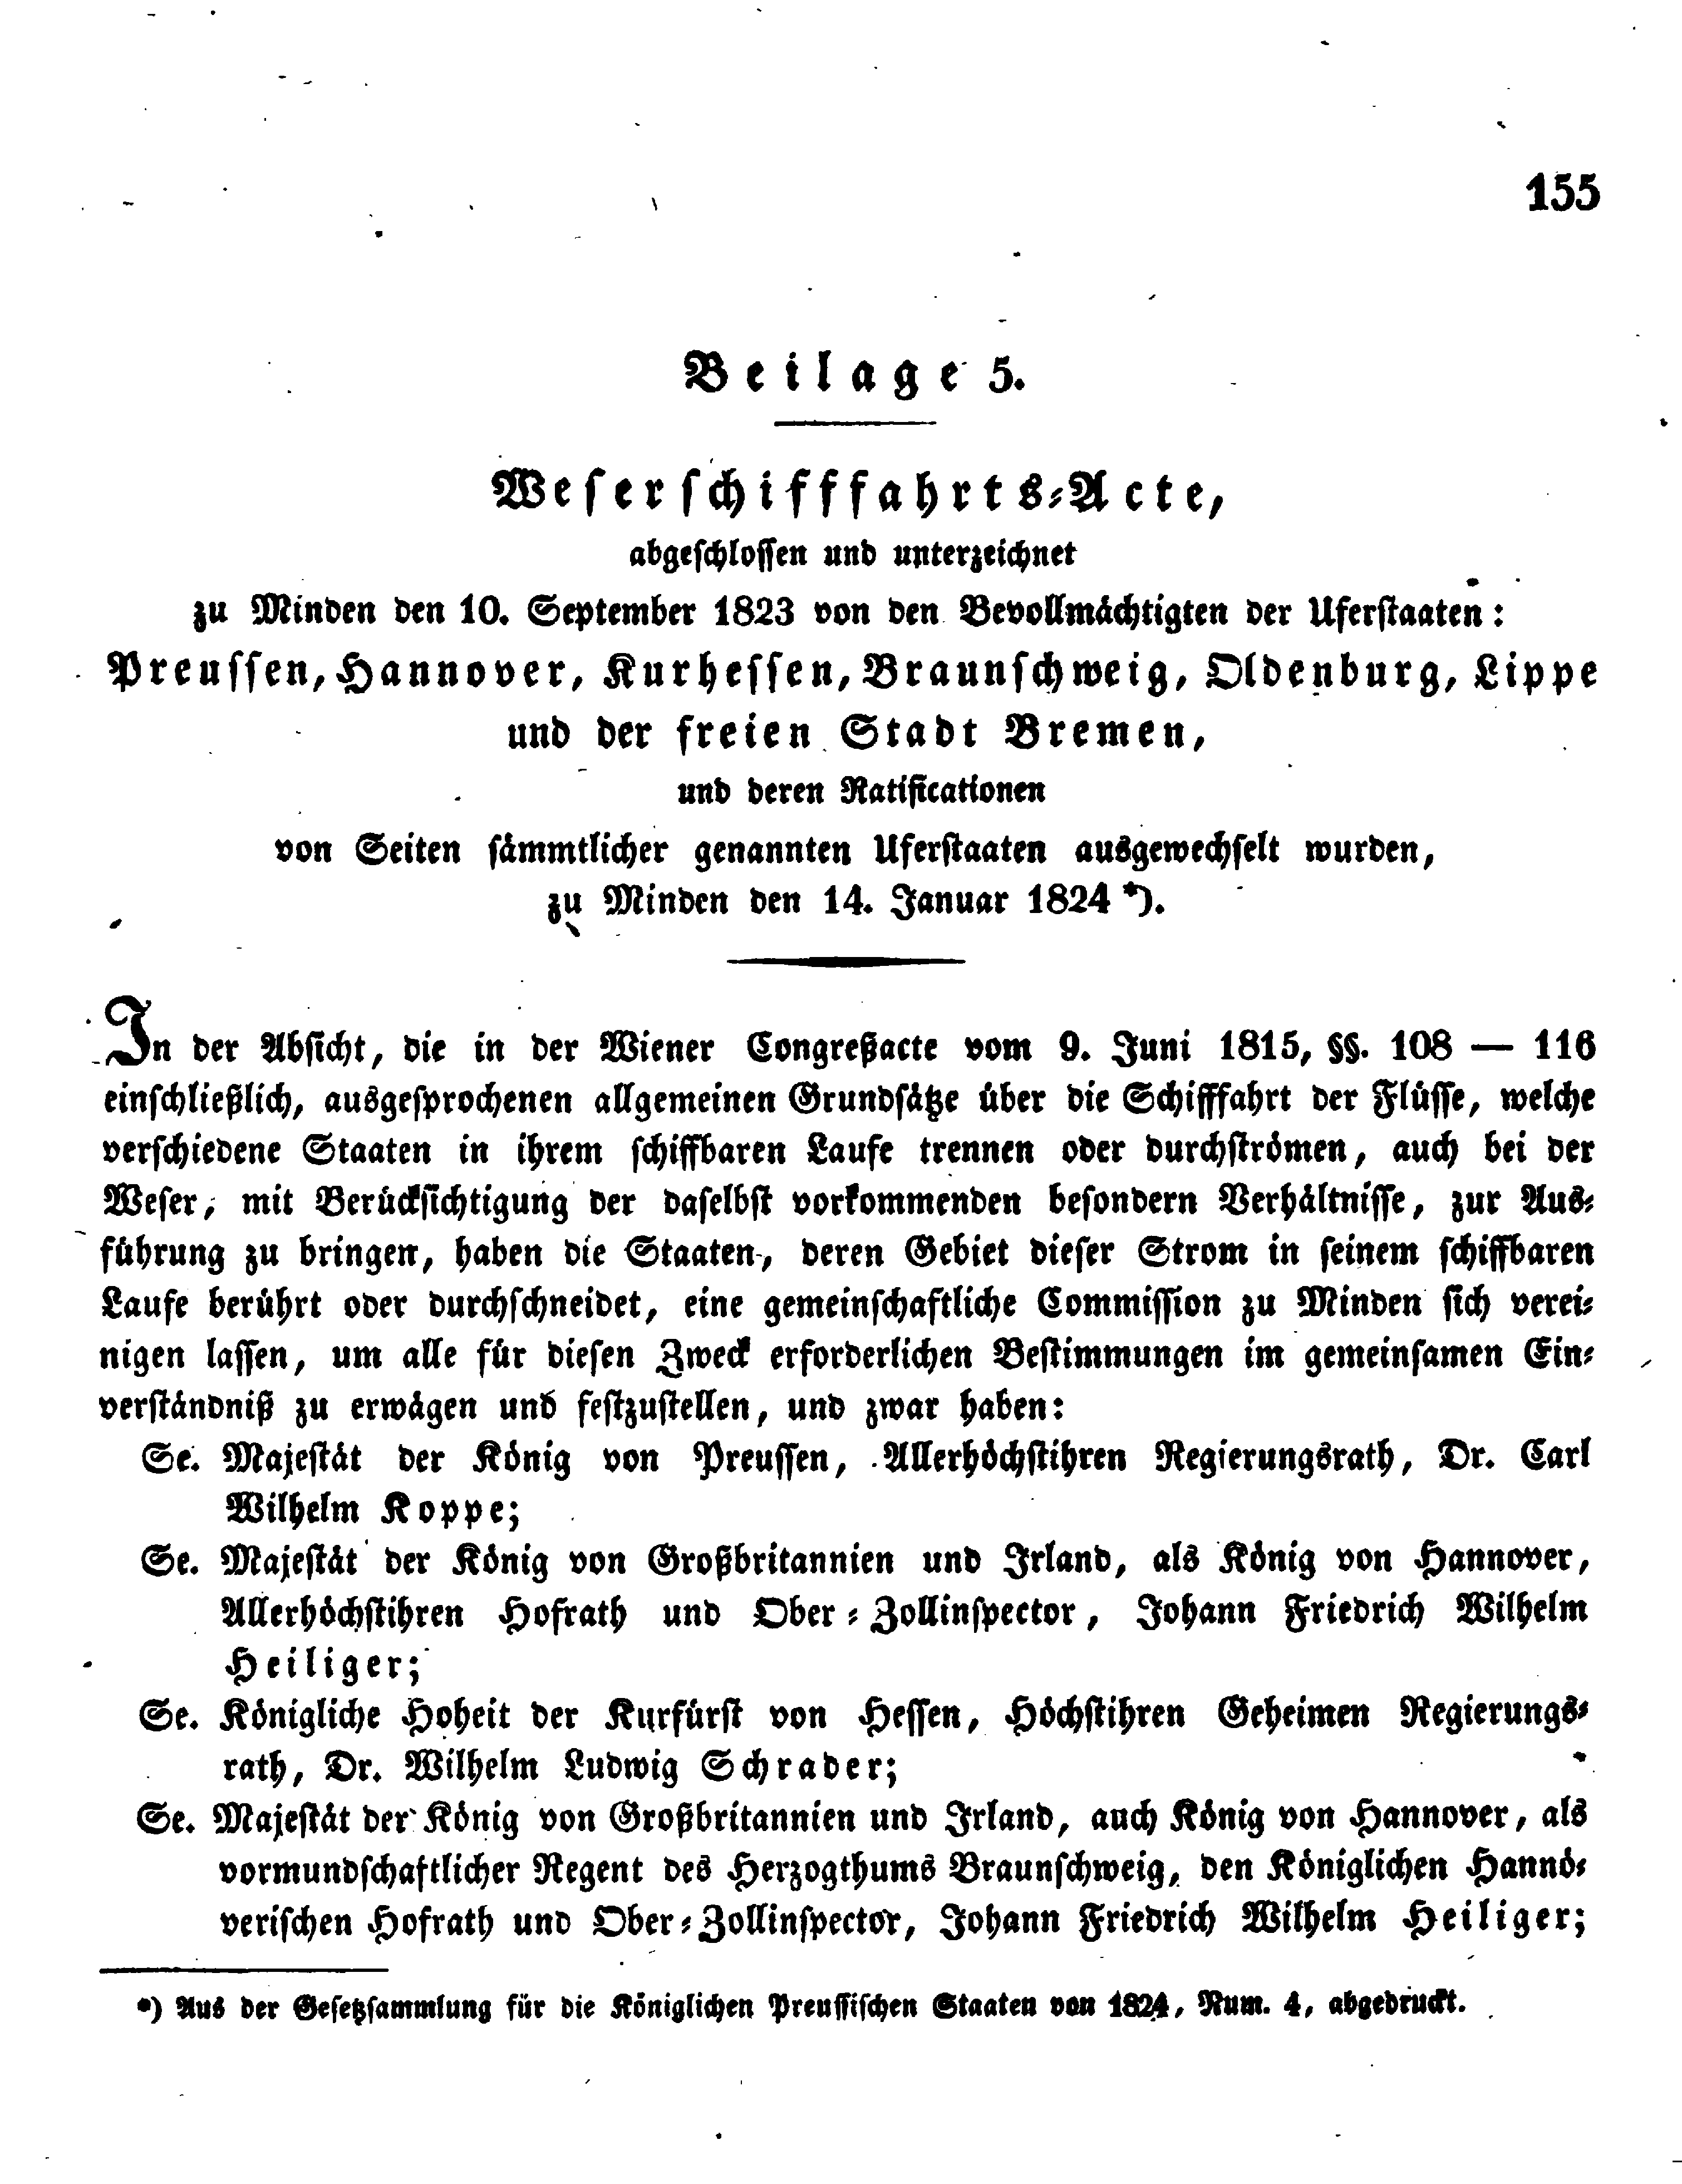 155
Beilage 5.
Weserschifffahrts-Acte,
abgeschlossen und unterzeichnet
zu Minden den 10. September 1823 von den Bevollmächtigten der Uferstaaten:
Preussen, Hannover, Kurhessen, Braunschweig, Oldenburg, Lippe
und der freien Stadt Bremen,
und deren Ratificationen
von Seiten sämmtlicher genannten Uferstaaten ausgewechselt wurden,
zu Minden den 14. Januar 1824 *).
In der Absicht, die in der Wiener Congreßacte vom 9. Juni 1815, §§. 108 — 116
einschließlich, ausgesprochenen allgemeinen Grundsätze über die Schifffahrt der Flüsse, welche
verschiedene Staaten in ihrem schiffbaren Laufe trennen oder durchströmen, auch bei der
Weser, mit Berücksichtigung der daselbst vorkommenden besondern Verhältnisse, zur Aus-
führung zu bringen, haben die Staaten, deren Gebiet dieser Strom in seinem schiffbaren
Laufe berührt oder durchschneidet, eine gemeinschaftliche Commission zu Minden sich verei-
nigen lassen, um alle für diesen Zweck erforderlichen Bestimmungen im gemeinsamen Ein-
verständniß zu erwägen und festzustellen, und zwar haben:
Se. Majestät der König von Preussen, Allerhöchstihren Regierungsrath, Dr. Carl
Wilhelm Koppe;
Se. Majestät der König von Großbritannien und Irland, als König von Hannover,
Allerhöchstihren Hofrath und Ober-Zollinspector, Johann Friedrich Wilhelm
Heiliger;
Se. Königliche Hoheit der Kurfürst von Hessen, Höchstihren Geheimen Regierungs-
rath, Dr. Wilhelm Ludwig Schrader;
Se. Majestät der König von Großbritannien und Irland, auch König von Hannover, als
vormundschaftlicher Regent des Herzogthums Braunschweig, den Königlichen Hannö-
verischen Hofrath und Ober-Zollinspector, Johann Friedrich Wilhelm Heiliger;
*) Aus der Gesetzsammlung für die Königlichen Preussischen Staaten von 1824, Num. 4, abgedruckt.